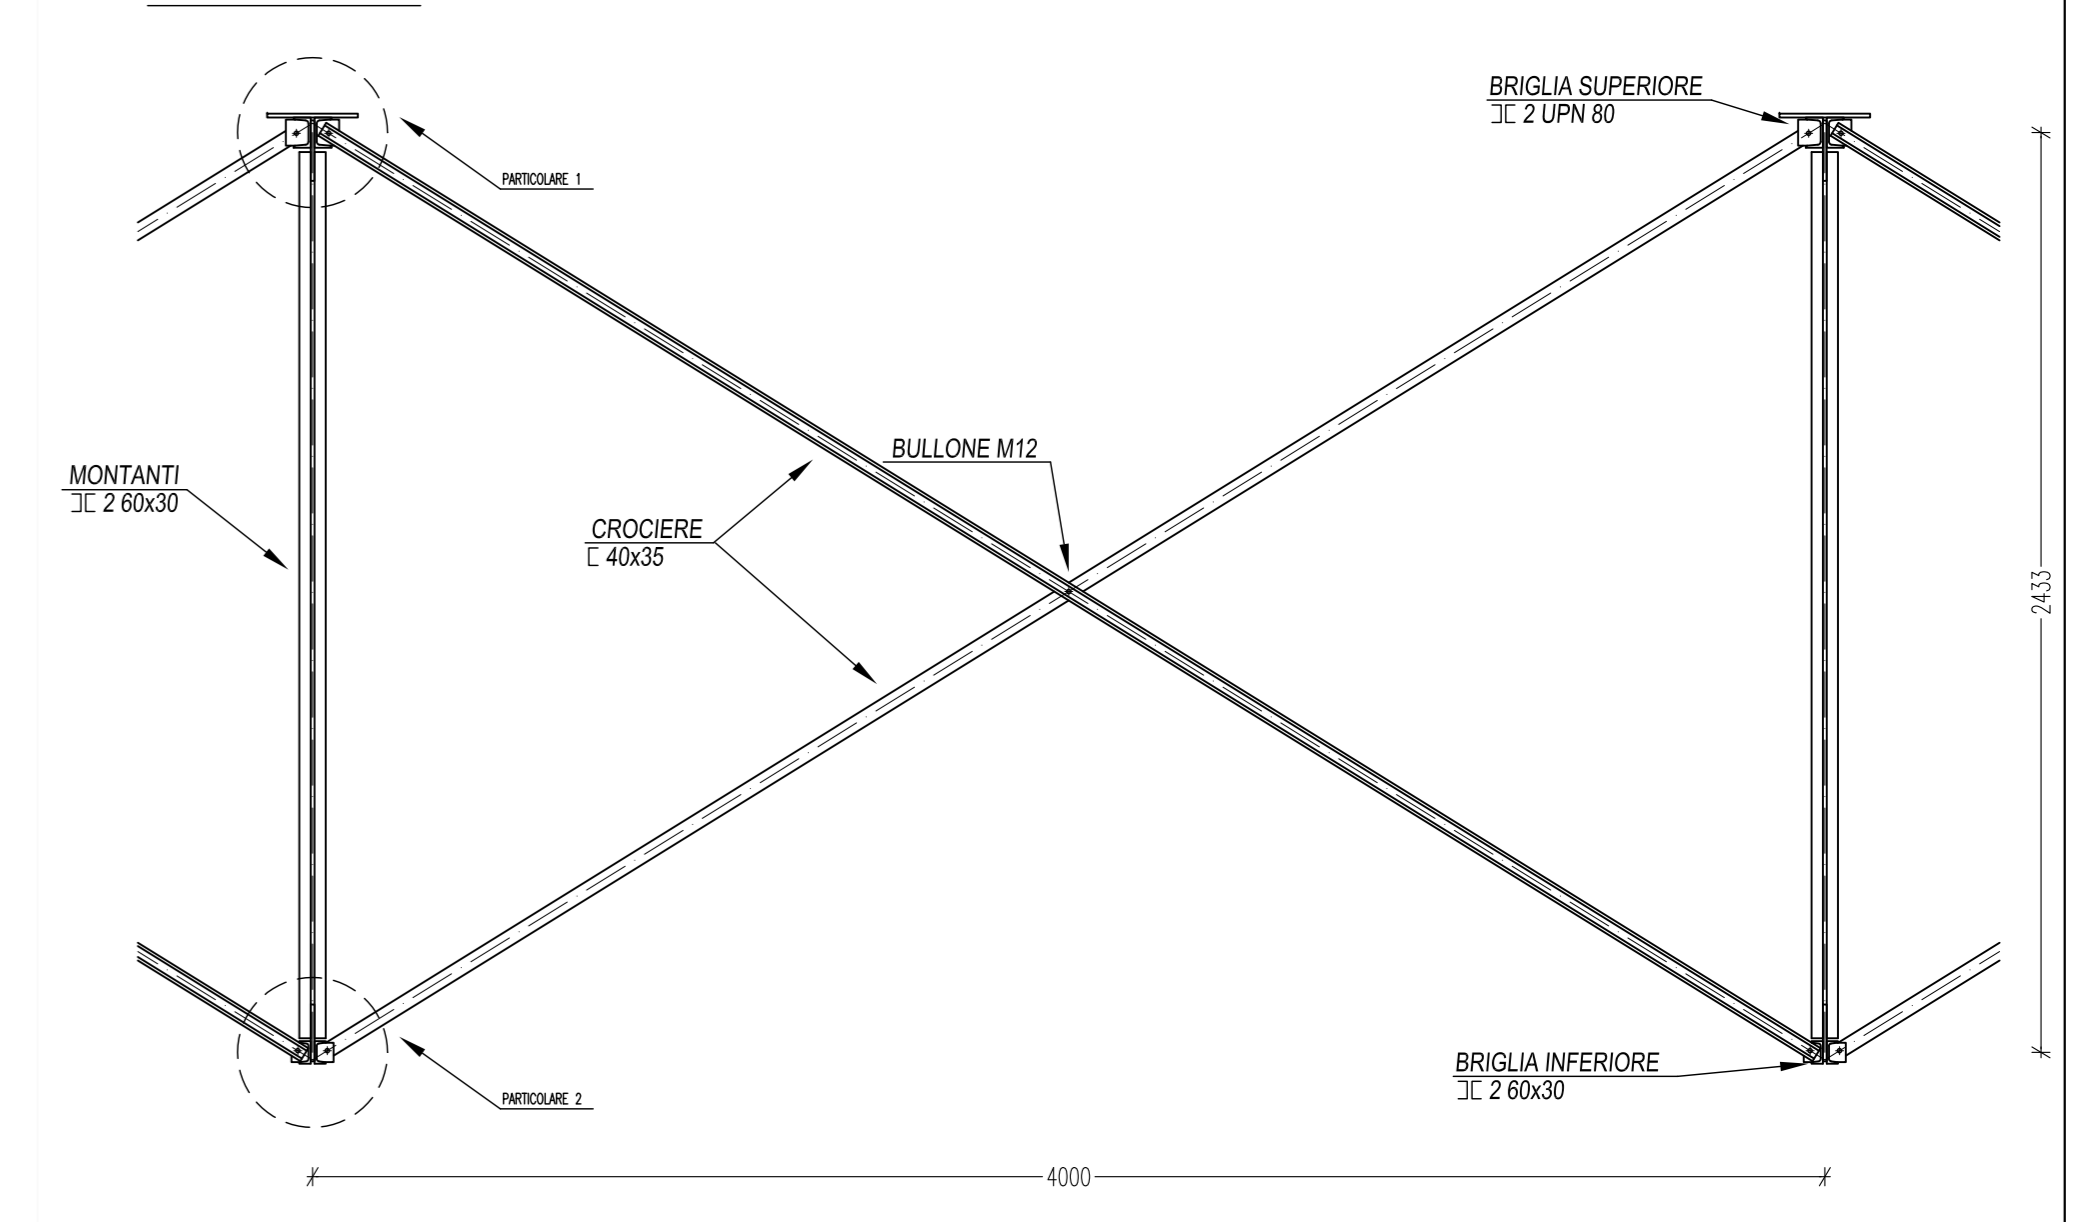 BRIGLIA SUPERIORE
2 UPN 80
PARTICOLARE 1
BULLONE M12
MONTANTI
2 60x30
CROCIERE
40x35
2433
BRIGLIA INFERIORE
2 60x30
PARTICOLARE 2
4000